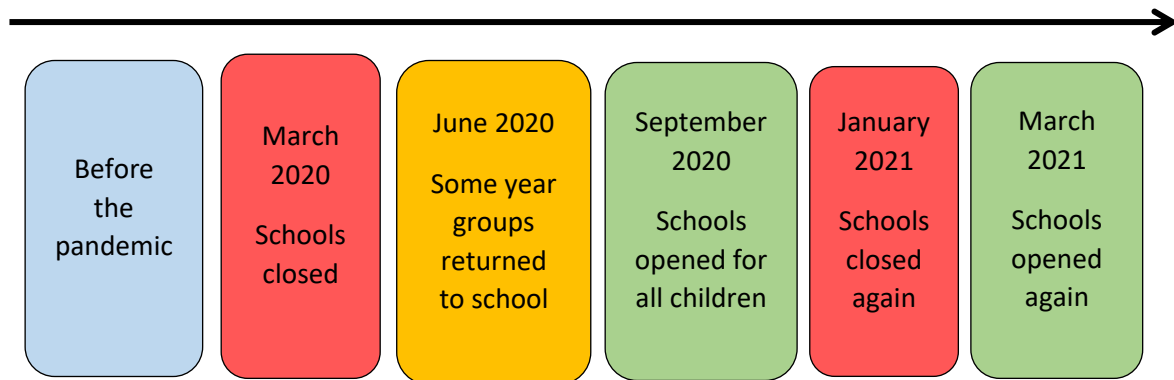 Before
the
pandemic
March
2020
Schools
closed
June 2020
Some year
groups
returned
to school
September
2020
Schools
opened for
all children
January
2021
Schools
closed
again
March
2021
Schools
opened
again